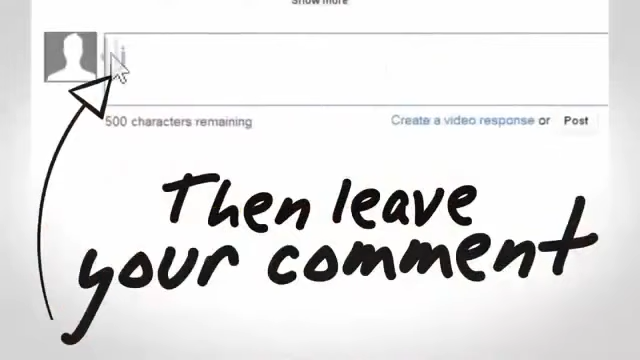 Show more
500 characters remaining
Create a video response or Post
Then leave
your comment